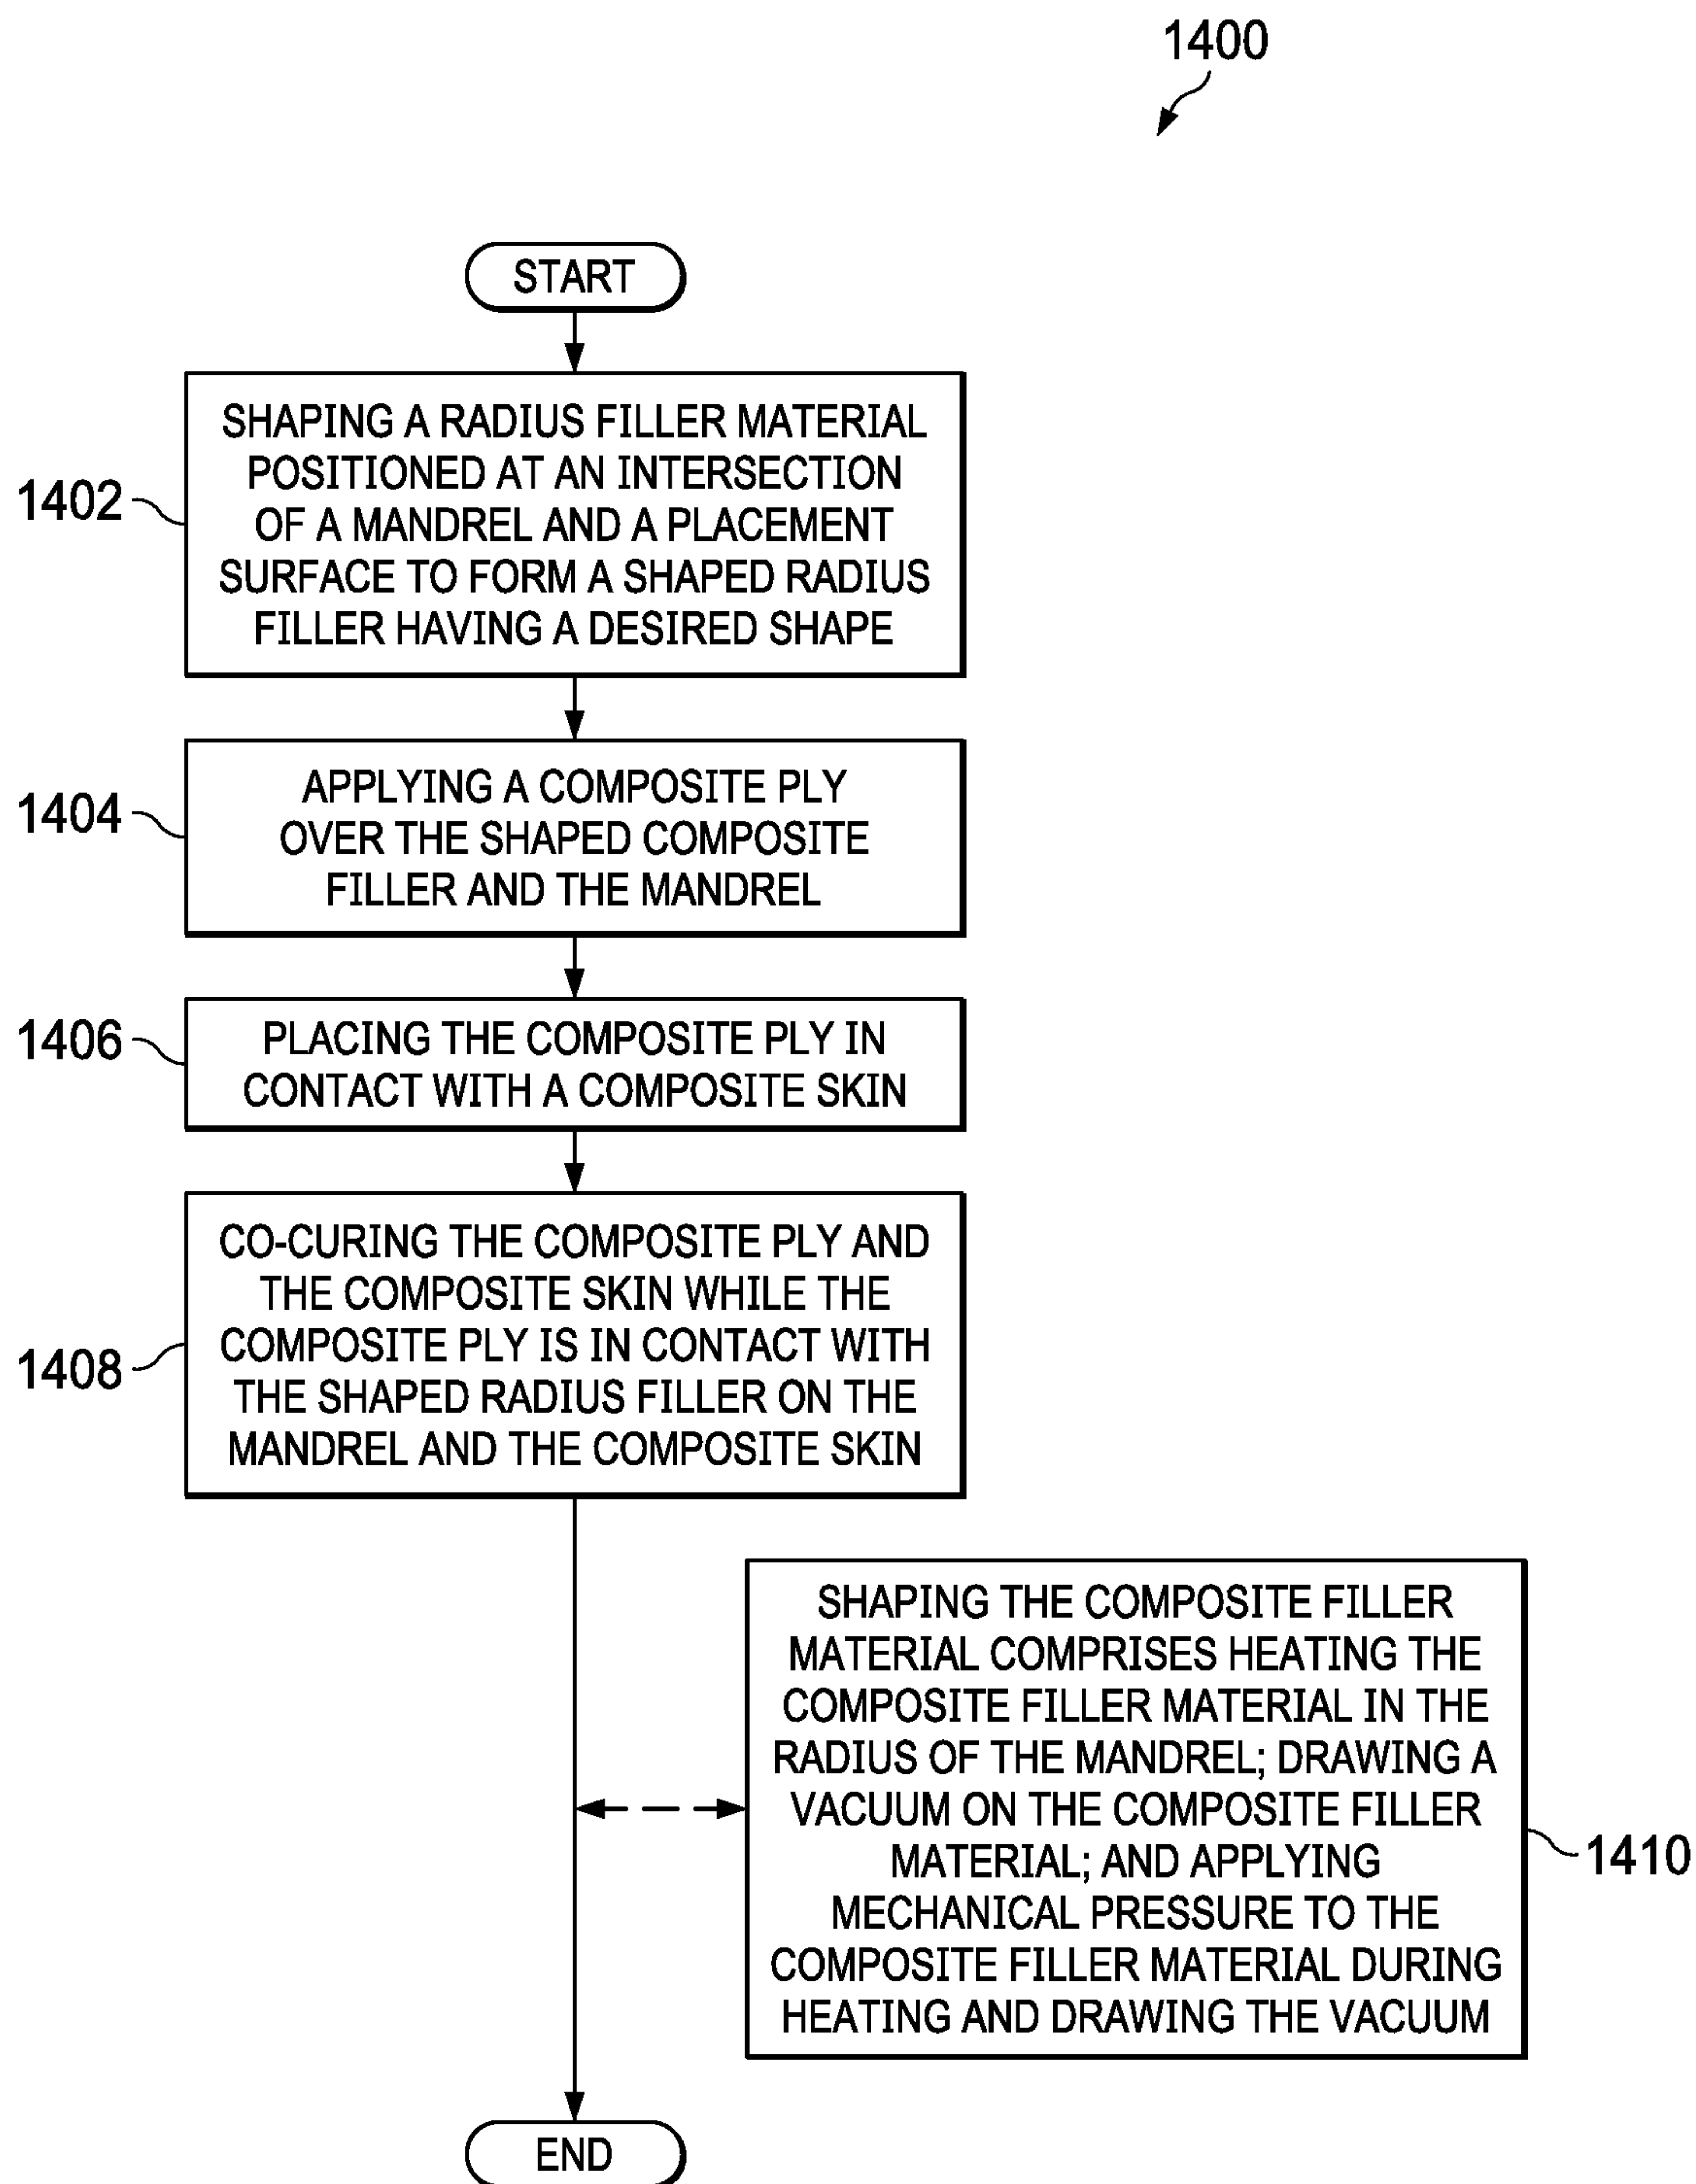 1400
START
1402
SHAPING A RADIUS FILLER MATERIAL
POSITIONED AT AN INTERSECTION
OF A MANDREL AND A PLACEMENT
SURFACE TO FORM A SHAPED RADIUS
FILLER HAVING A DESIRED SHAPE
1404
APPLYING A COMPOSITE PLY
OVER THE SHAPED COMPOSITE
FILLER AND THE MANDREL
1406
PLACING THE COMPOSITE PLY IN
CONTACT WITH A COMPOSITE SKIN
1408
CO-CURING THE COMPOSITE PLY AND
THE COMPOSITE SKIN WHILE THE
COMPOSITE PLY IS IN CONTACT WITH
THE SHAPED RADIUS FILLER ON THE
MANDREL AND THE COMPOSITE SKIN
SHAPING THE COMPOSITE FILLER
MATERIAL COMPRISES HEATING THE
COMPOSITE FILLER MATERIAL IN THE
RADIUS OF THE MANDREL; DRAWING A
VACUUM ON THE COMPOSITE FILLER
MATERIAL; AND APPLYING
MECHANICAL PRESSURE TO THE
COMPOSITE FILLER MATERIAL DURING
HEATING AND DRAWING THE VACUUM
1410
END